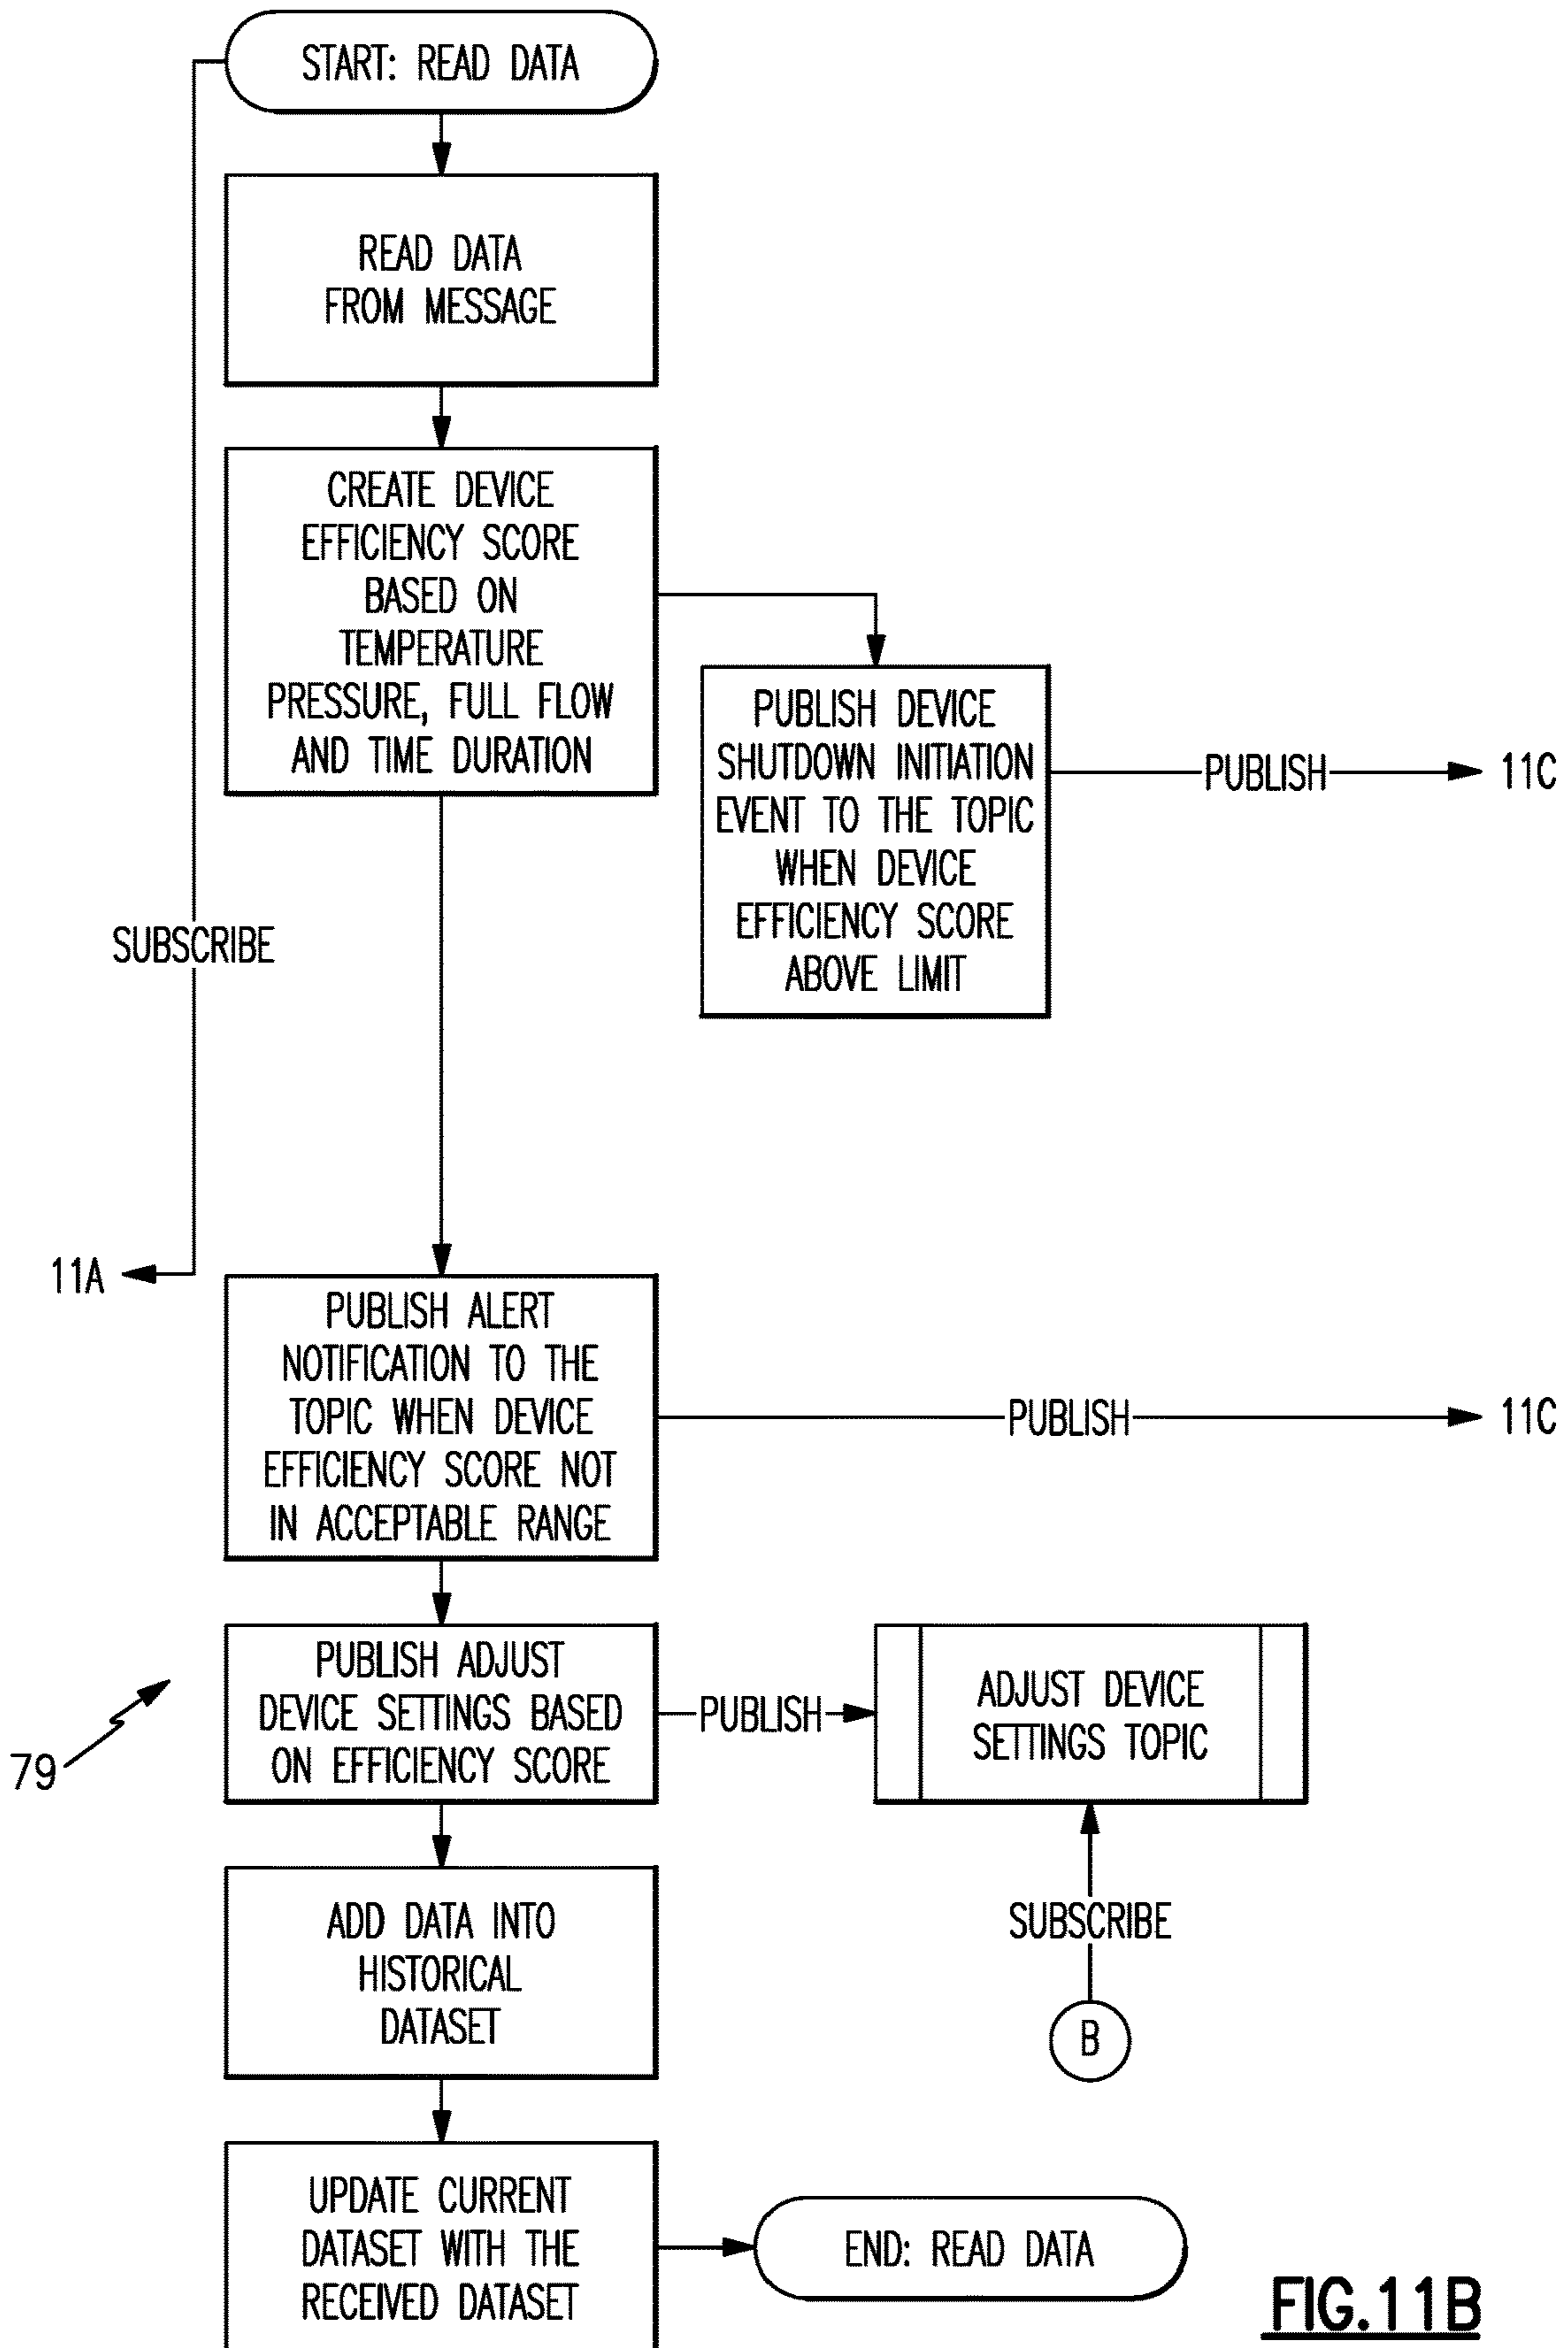 START: READ DATA
READ DATA
FROM MESSAGE
CREATE DEVICE
EFFICIENCY SCORE
BASED ON
TEMPERATURE
PRESSURE, FULL FLOW
AND TIME DURATION
PUBLISH DEVICE
SHUTDOWN INITIATION
EVENT TO THE TOPIC
WHEN DEVICE
EFFICIENCY SCORE
ABOVE LIMIT
PUBLISH
11C
SUBSCRIBE
11A
PUBLISH ALERT
NOTIFICATION TO THE
TOPIC WHEN DEVICE
EFFICIENCY SCORE NOT
IN ACCEPTABLE RANGE
PUBLISH
11C
79
PUBLISH ADJUST
DEVICE SETTINGS BASED
ON EFFICIENCY SCORE
PUBLISH
ADJUST DEVICE
SETTINGS TOPIC
SUBSCRIBE
B
ADD DATA INTO
HISTORICAL
DATASET
UPDATE CURRENT
DATASET WITH THE
RECEIVED DATASET
END: READ DATA
FIG.11B